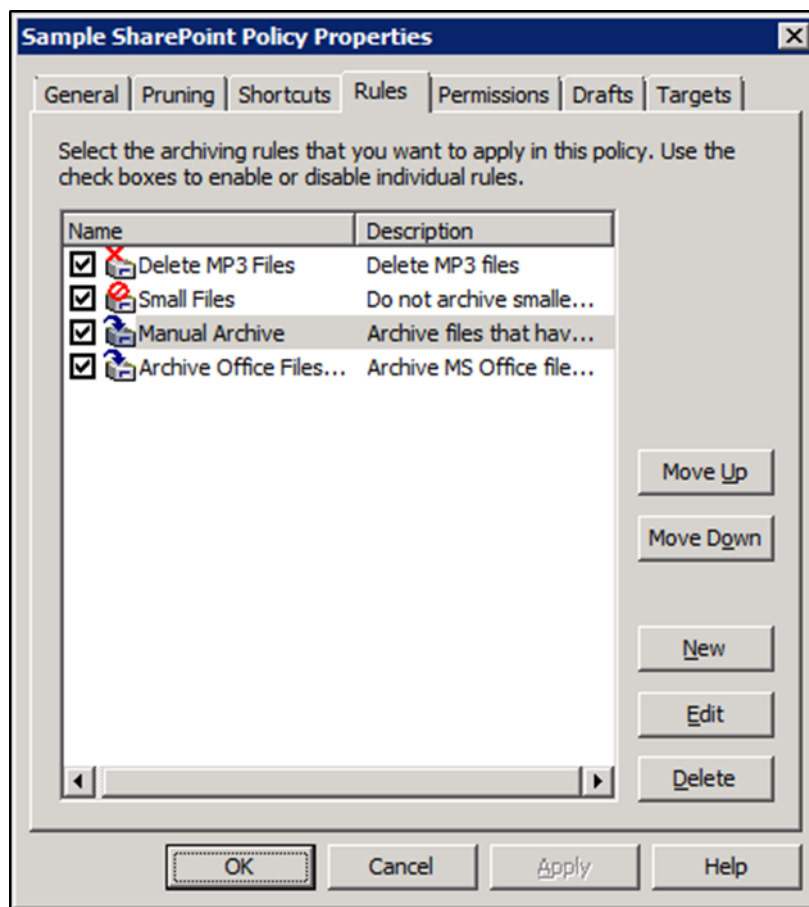 Sample SharePoint Policy Properties
General Pruning Shortcuts Rules Permissions Drafts Targets
Select the archiving rules that you want to apply in this policy. Use the
check boxes to enable or disable individual rules.
Name Description
Delete MP3 Files Delete MP3 files
Small Files Do not archive smalle...
Manual Archive Archive files that hav...
Archive Office Files... Archive MS Office file...
Move Up
Move Down
New
Edit
Delete
OK Cancel Apply Help